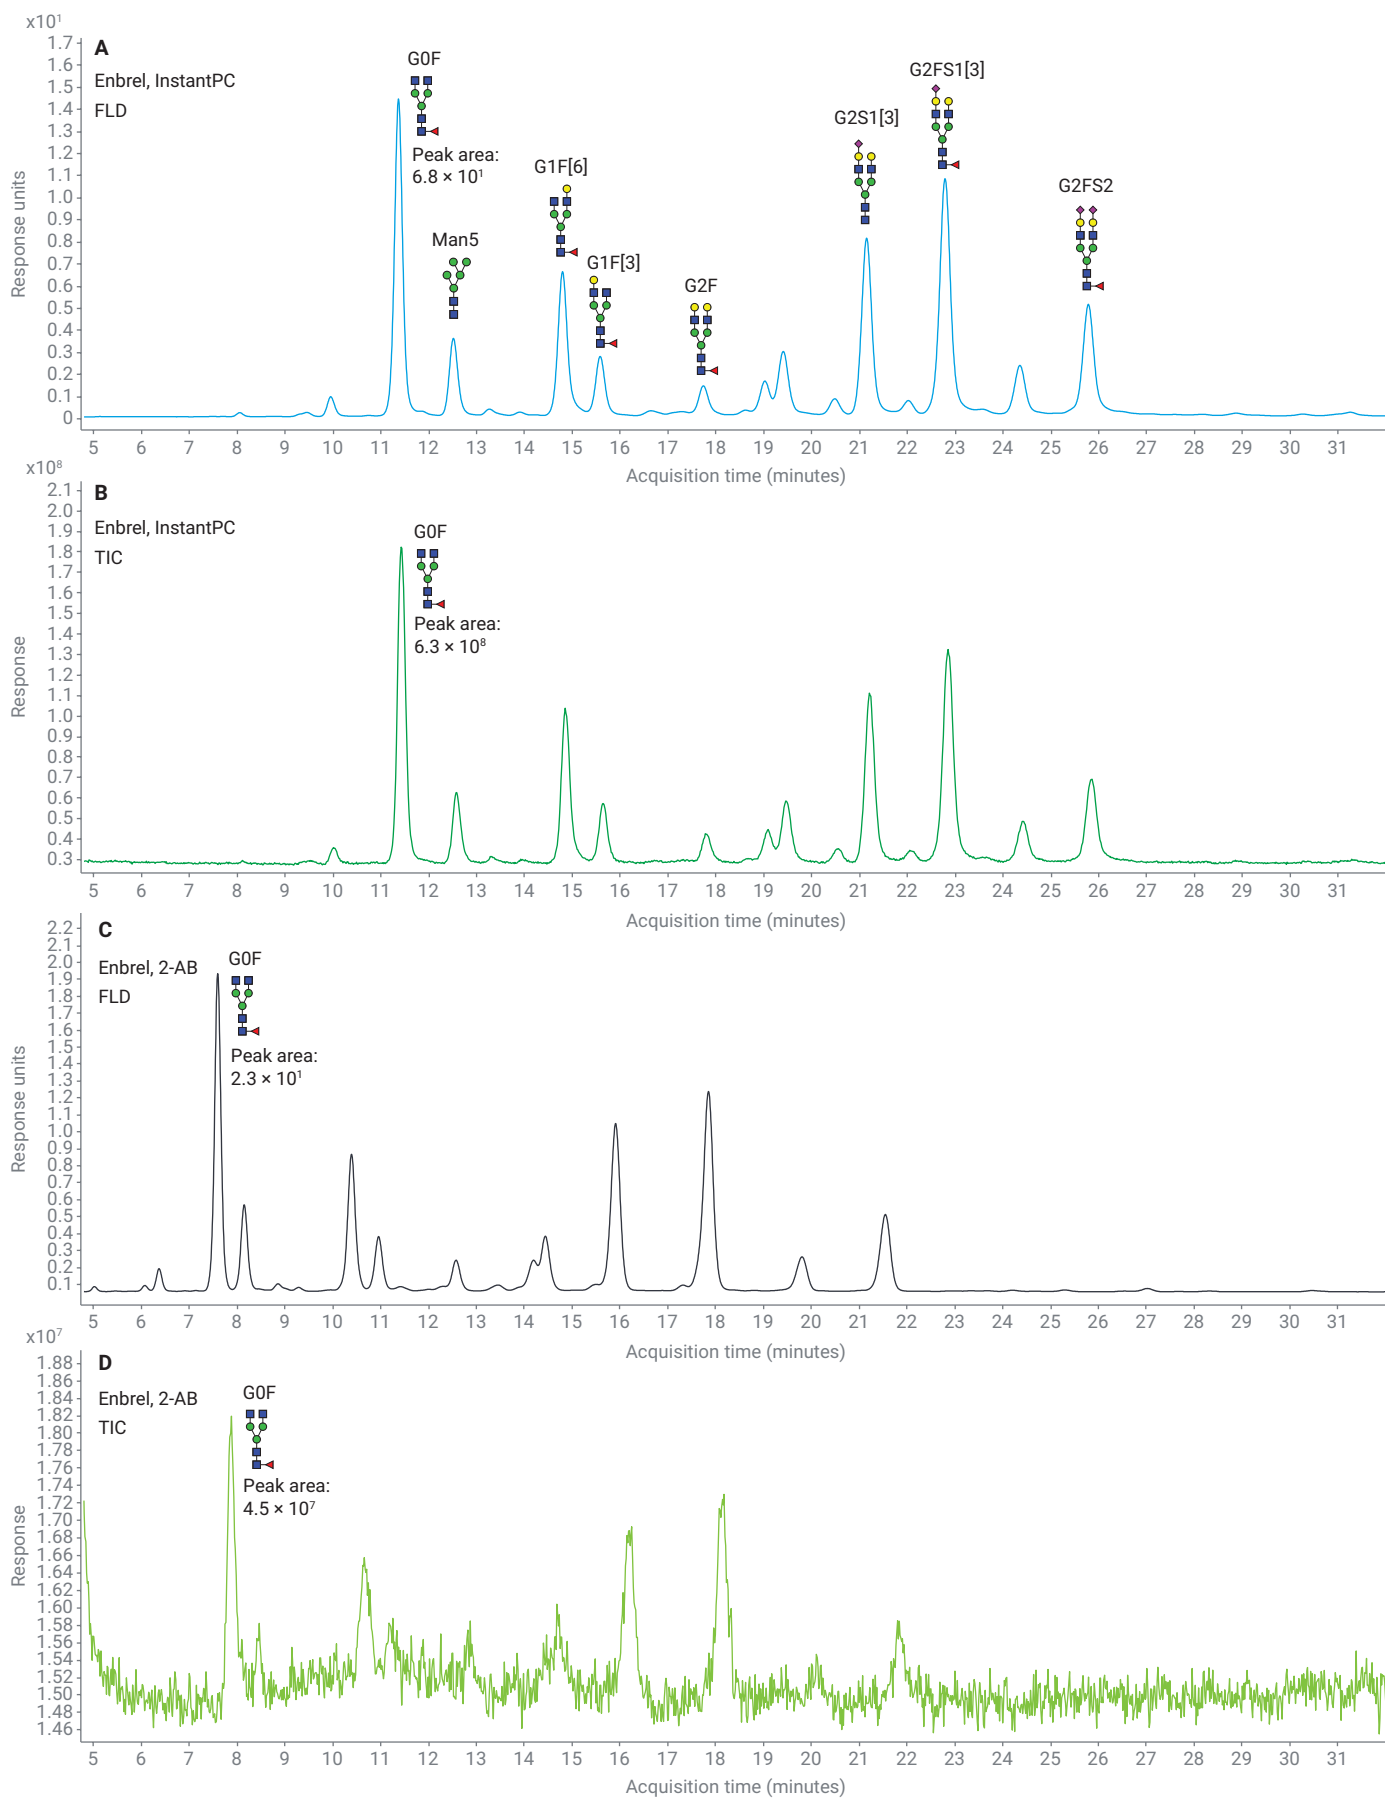 x10¹
A
Enbrel, InstantPC
FLD
1.7
1.6
1.5
1.4
1.3
1.2
1.1
1.0
0.9
0.8
0.7
0.6
0.5
0.4
0.3
0.2
0.1
0
Response units
G0F
Peak area:
6.8 × 10¹
Man5
G1F[6]
G1F[3]
G2F
G2S1[3]
G2FS1[3]
G2FS2
5 6 7 8 9 10 11 12 13 14 15 16 17 18 19 20 21 22 23 24 25 26 27 28 29 30 31
Acquisition time (minutes)
x10⁸
B
Enbrel, InstantPC
TIC
2.1
2.0
1.9
1.8
1.7
1.6
1.5
1.4
1.3
1.2
1.1
1.0
0.9
0.8
0.7
0.6
0.5
0.4
0.3
Response
G0F
Peak area:
6.3 × 10⁸
5 6 7 8 9 10 11 12 13 14 15 16 17 18 19 20 21 22 23 24 25 26 27 28 29 30 31
Acquisition time (minutes)
C
Enbrel, 2-AB
FLD
2.2
2.1
2.0
1.9
1.8
1.7
1.6
1.5
1.4
1.3
1.2
1.1
1.0
0.9
0.8
0.7
0.6
0.5
0.4
0.3
0.2
0.1
Response units
G0F
Peak area:
2.3 × 10¹
5 6 7 8 9 10 11 12 13 14 15 16 17 18 19 20 21 22 23 24 25 26 27 28 29 30 31
Acquisition time (minutes)
x10⁷
D
Enbrel, 2-AB
TIC
1.88
1.86
1.84
1.82
1.80
1.78
1.76
1.74
1.72
1.70
1.68
1.66
1.64
1.62
1.60
1.58
1.56
1.54
1.52
1.50
1.48
1.46
Response
G0F
Peak area:
4.5 × 10⁷
5 6 7 8 9 10 11 12 13 14 15 16 17 18 19 20 21 22 23 24 25 26 27 28 29 30 31
Acquisition time (minutes)